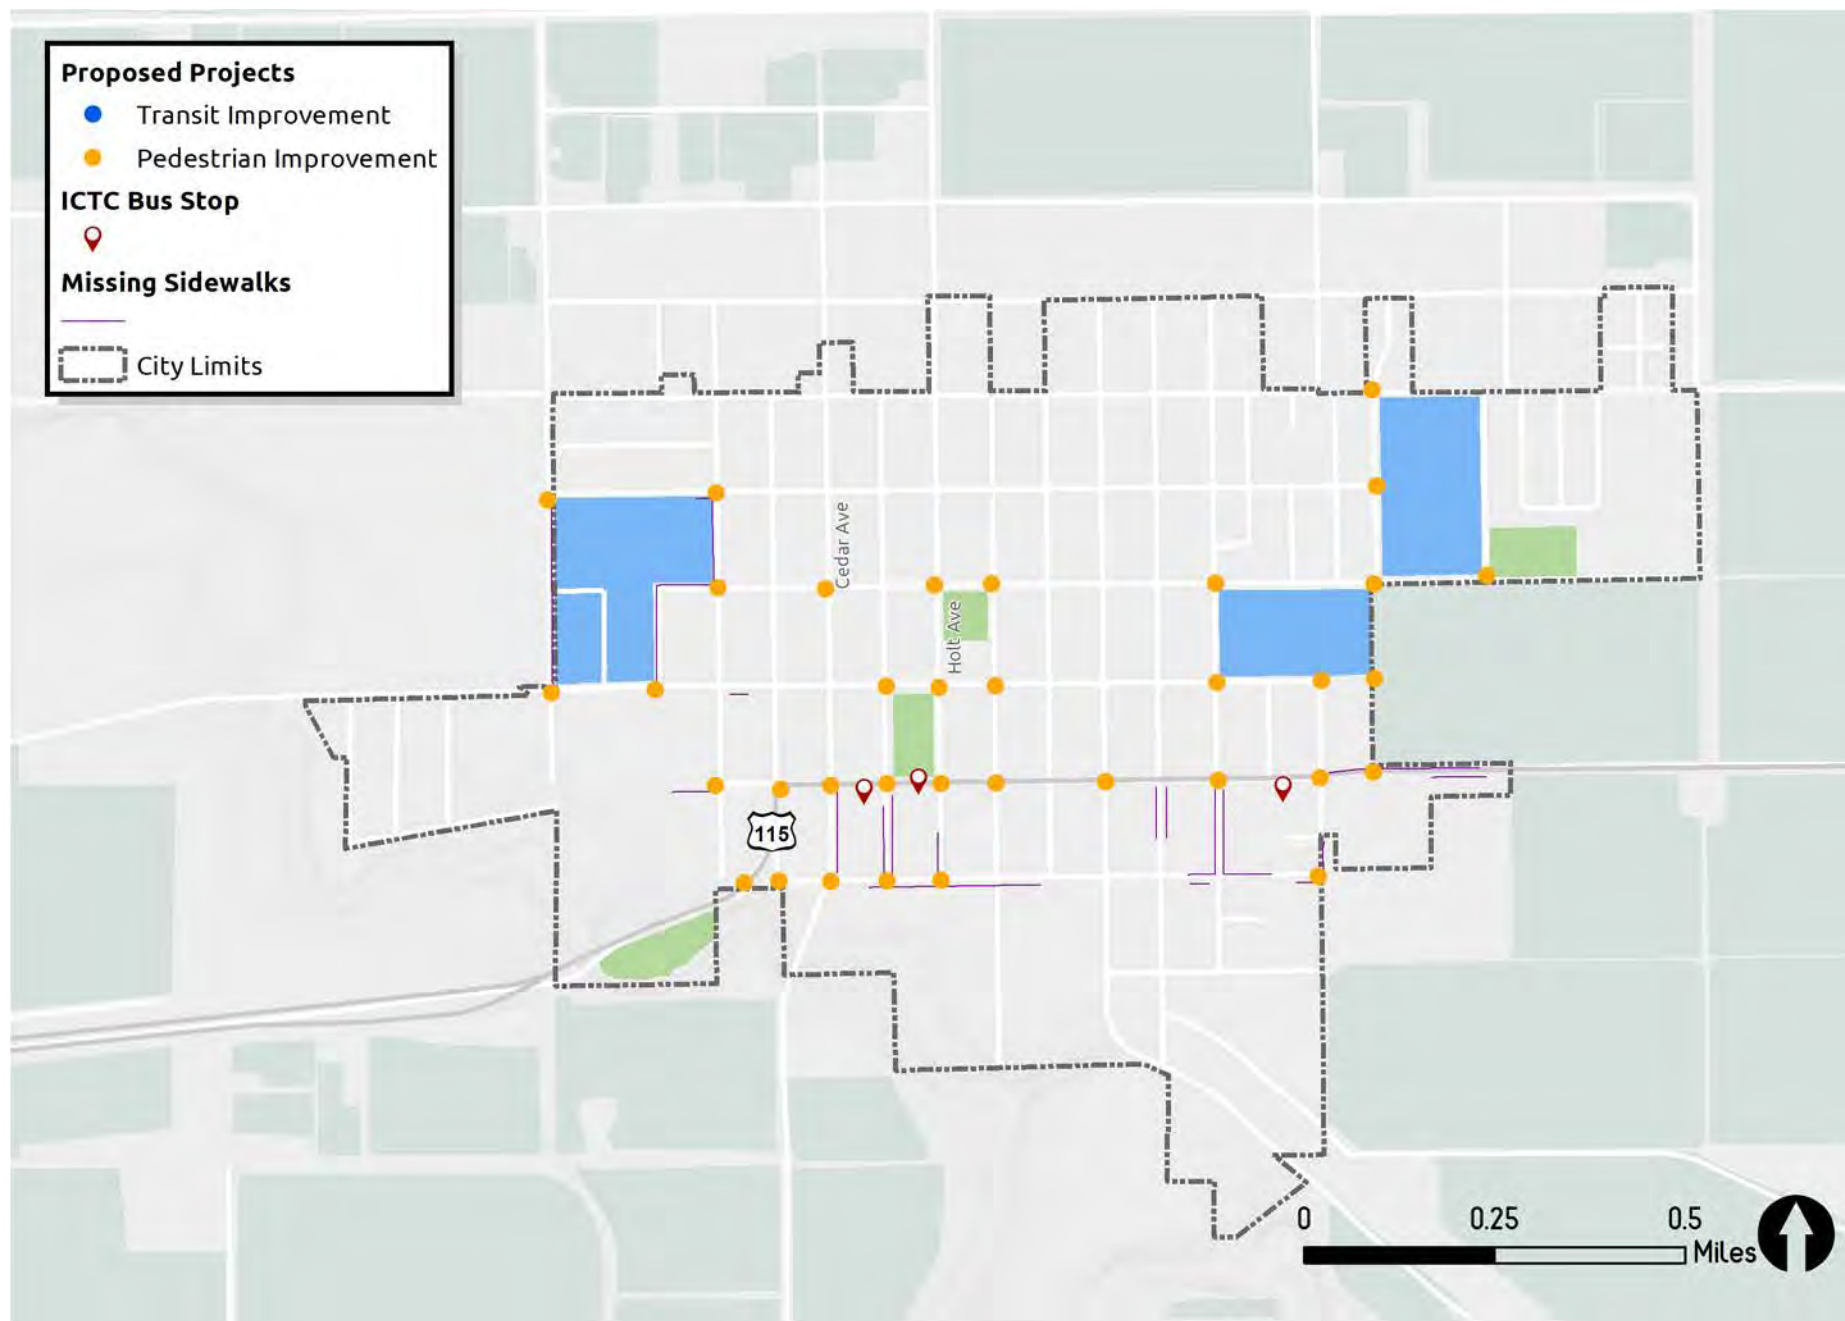 Proposed Projects
Transit Improvement
Pedestrian Improvement
ICTC Bus Stop
Missing Sidewalks
City Limits
Cedar Ave
Holt Ave
115
0 0.25 0.5
Miles